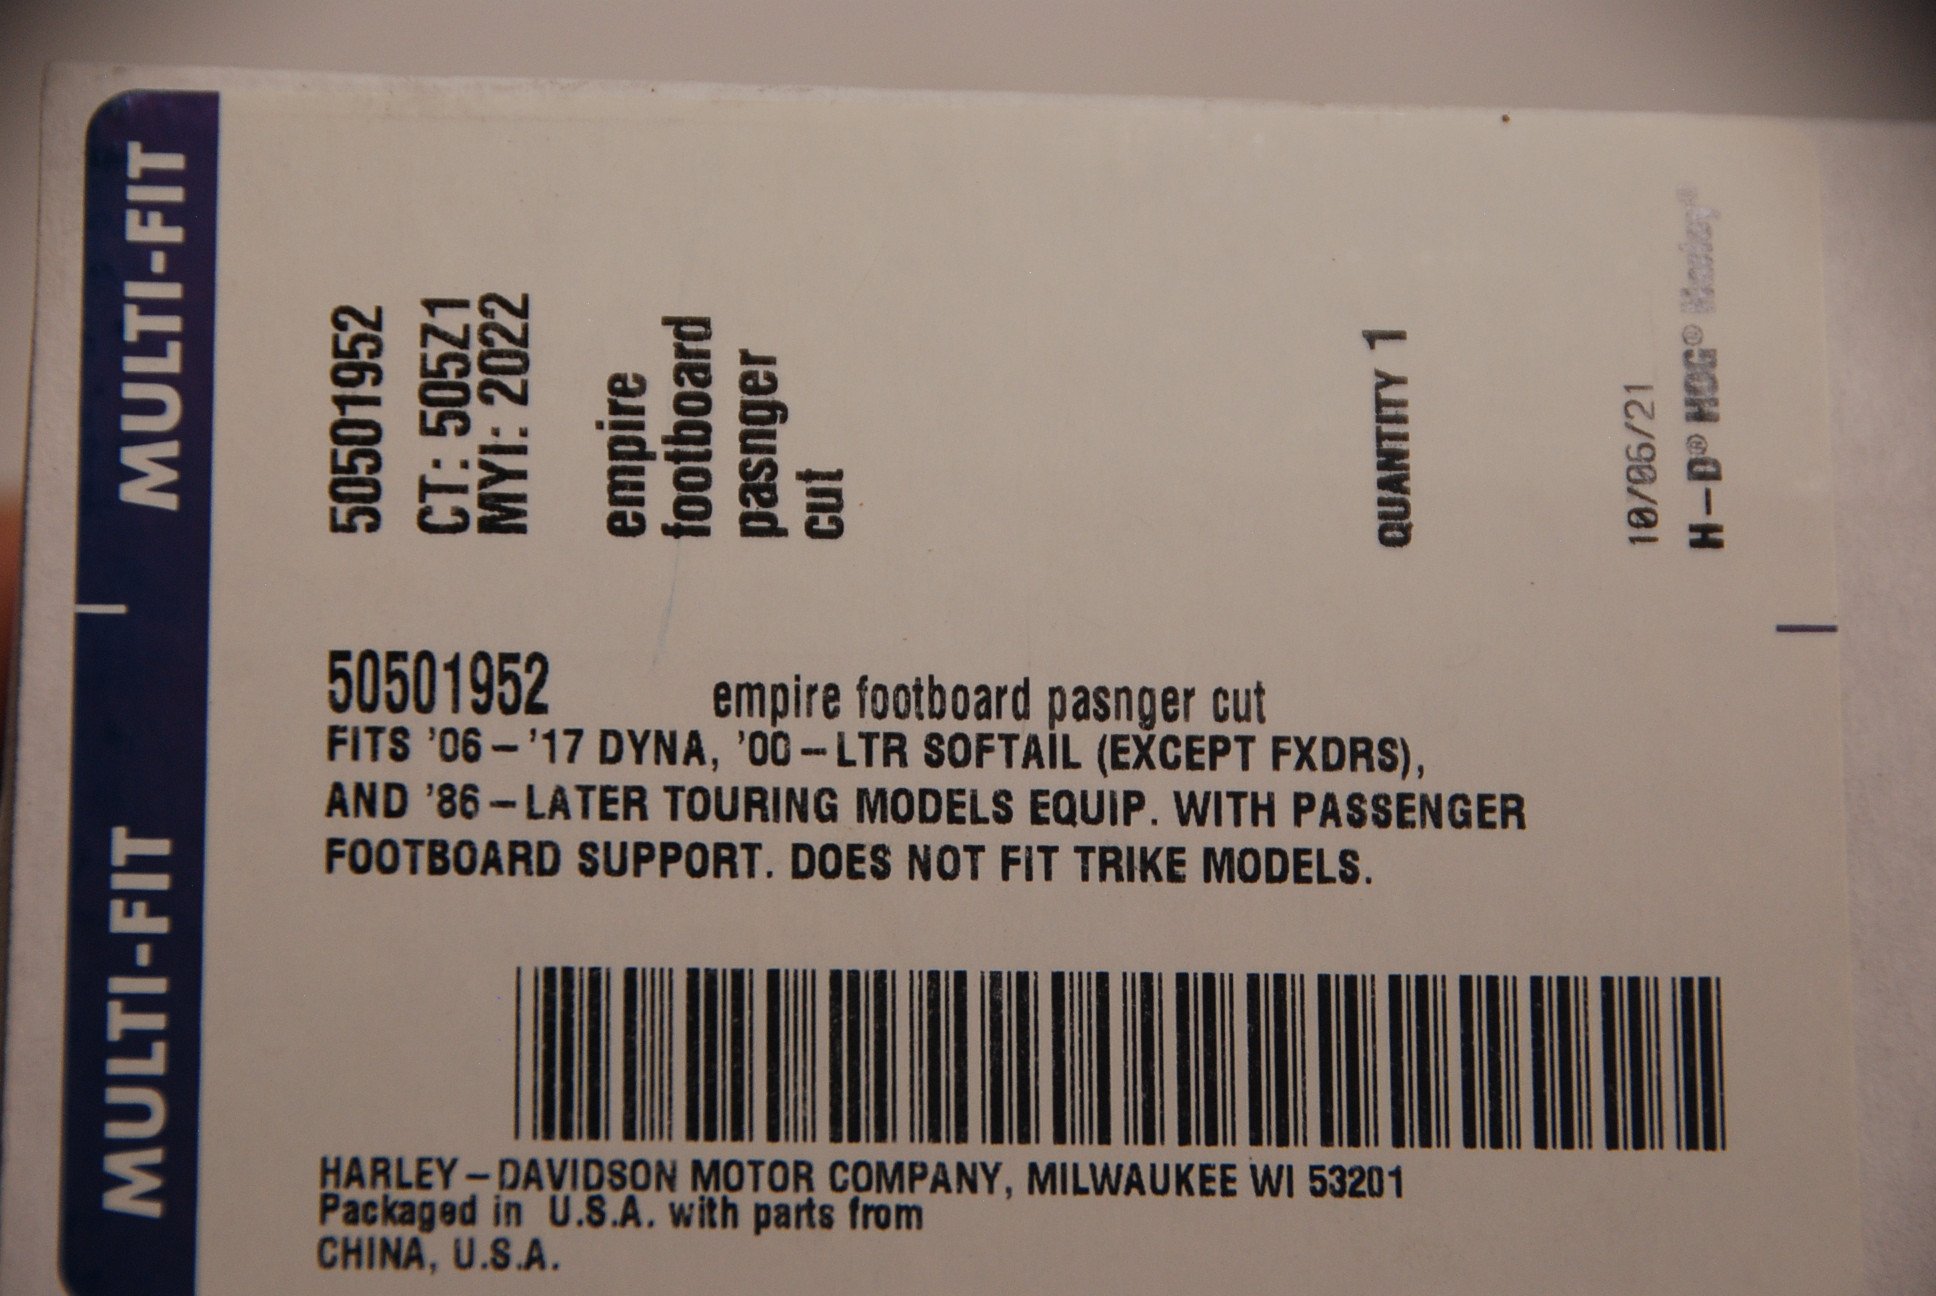 MULTI-FIT
50501952
CT: 505Z1
MYI: 2022
empire
footboard
pasnger
cut
QUANTITY 1
10/06/21
H-D® HOG® Harley®
MULTI-FIT
50501952 empire footboard pasnger cut
FITS '06-'17 DYNA, '00-LTR SOFTAIL (EXCEPT FXDRS),
AND '86-LATER TOURING MODELS EQUIP. WITH PASSENGER
FOOTBOARD SUPPORT. DOES NOT FIT TRIKE MODELS.
HARLEY-DAVIDSON MOTOR COMPANY, MILWAUKEE WI 53201
Packaged in U.S.A. with parts from
CHINA, U.S.A.